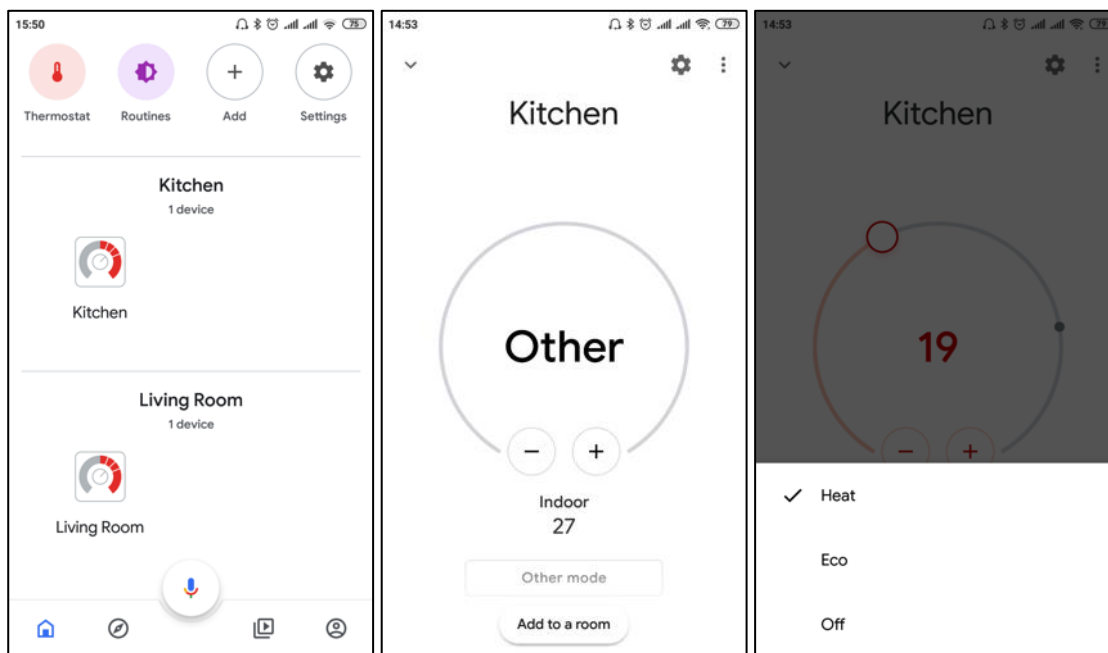 15:50
75
Thermostat
Routines
Add
Settings
Kitchen
1 device
Kitchen
Living Room
1 device
Living Room
14:53
79
Kitchen
Other
Indoor
27
Other mode
Add to a room
14:53
79
Kitchen
19
Heat
Eco
Off